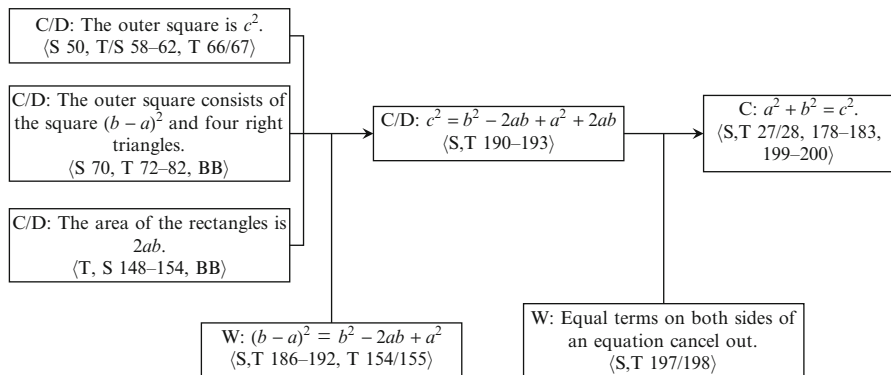 C/D: The outer square is c².
⟨S 50, T/S 58–62, T 66/67⟩
C/D: The outer square consists of
the square (b – a)² and four right
triangles.
⟨S 70, T 72–82, BB⟩
C/D: The area of the rectangles is
2ab.
⟨T, S 148–154, BB⟩
C/D: c² = b² – 2ab + a² + 2ab
⟨S,T 190–193⟩
C: a² + b² = c².
⟨S,T 27/28, 178–183,
199–200⟩
W: (b – a)² = b² – 2ab + a²
⟨S,T 186–192, T 154/155⟩
W: Equal terms on both sides of
an equation cancel out.
⟨S,T 197/198⟩